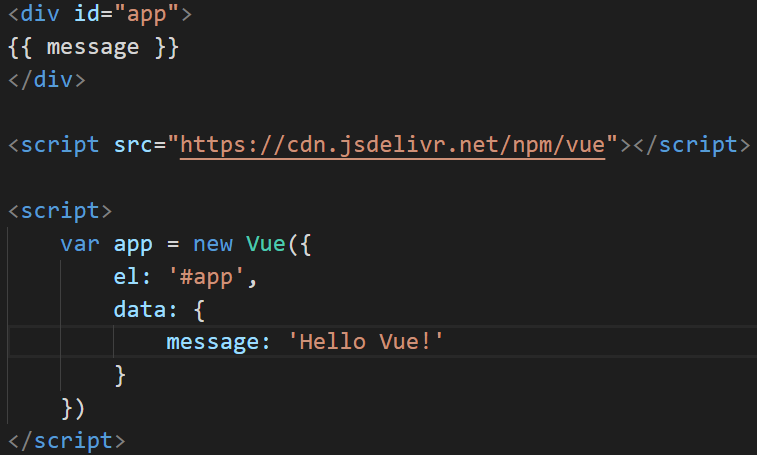 <div id="app">
{{ message }}
</div>
<script src="https://cdn.jsdelivr.net/npm/vue"></script>
<script>
    var app = new Vue({
        el: '#app',
        data: {
            message: 'Hello Vue!'
        }
    })
</script>